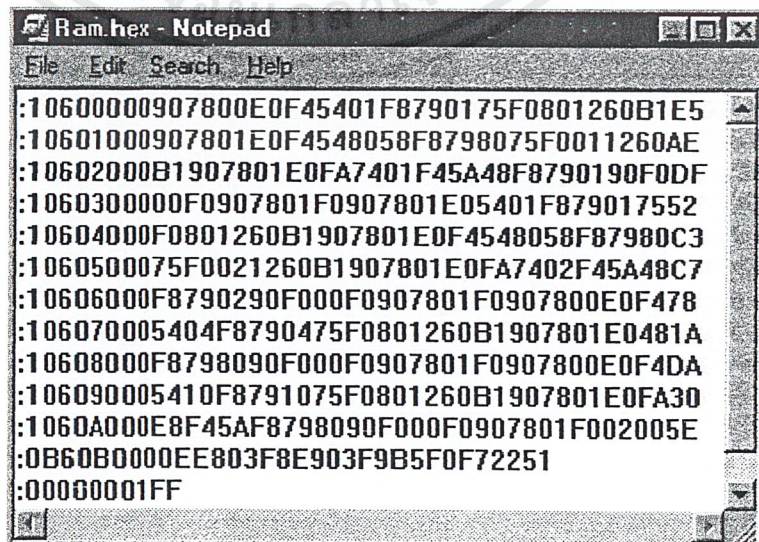 Ram.hex - Notepad
File Edit Search Help
:10600000907800E0F45401F8790175F0801260B1E5
:10601000907801E0F4548058F8798075F0011260AE
:10602000B1907801E0FA7401F45A48F8790190F0DF
:1060300000F0907801F0907801E05401F879017552
:10604000F0801260B1907801E0F4548058F87980C3
:1060500075F0021260B1907801E0FA7402F45A48C7
:10606000F8790290F000F0907801F0907800E0F478
:106070005404F8790475F0801260B1907801E0481A
:10608000F8798090F000F0907801F0907800E0F4DA
:106090005410F8791075F0801260B1907801E0FA30
:1060A000E8F45AF8798090F000F0907801F002005E
:0B60B0000EE803F8E903F9B5F0F72251
:00000001FF